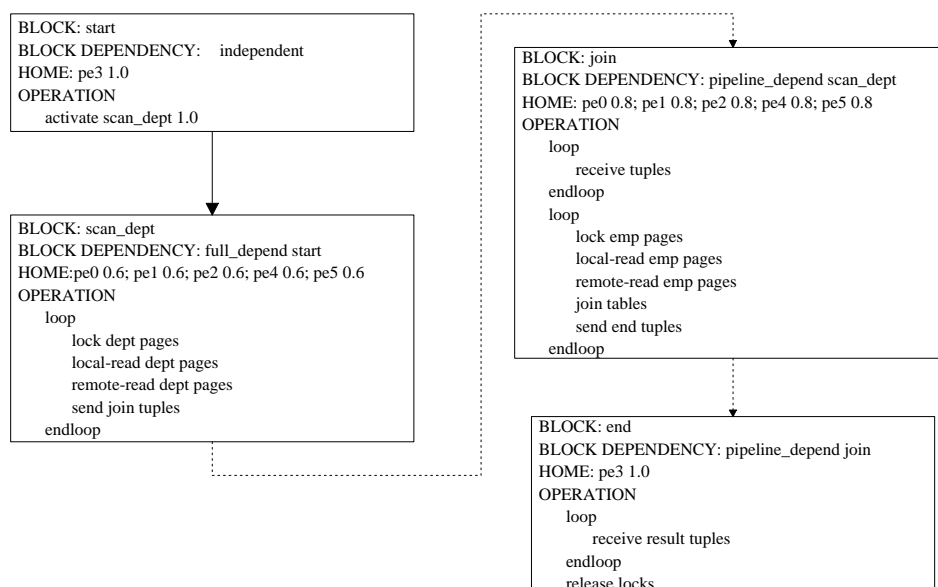 BLOCK: start
BLOCK DEPENDENCY: independent
HOME: pe3 1.0
OPERATION
activate scan_dept 1.0
BLOCK: scan_dept
BLOCK DEPENDENCY: full_depend start
HOME:pe0 0.6; pe1 0.6; pe2 0.6; pe4 0.6; pe5 0.6
OPERATION
loop
lock dept pages
local-read dept pages
remote-read dept pages
send join tuples
endloop
BLOCK: join
BLOCK DEPENDENCY: pipeline_depend scan_dept
HOME: pe0 0.8; pe1 0.8; pe2 0.8; pe4 0.8; pe5 0.8
OPERATION
loop
receive tuples
endloop
loop
lock emp pages
local-read emp pages
remote-read emp pages
join tables
send end tuples
endloop
BLOCK: end
BLOCK DEPENDENCY: pipeline_depend join
HOME: pe3 1.0
OPERATION
loop
receive result tuples
endloop
release locks